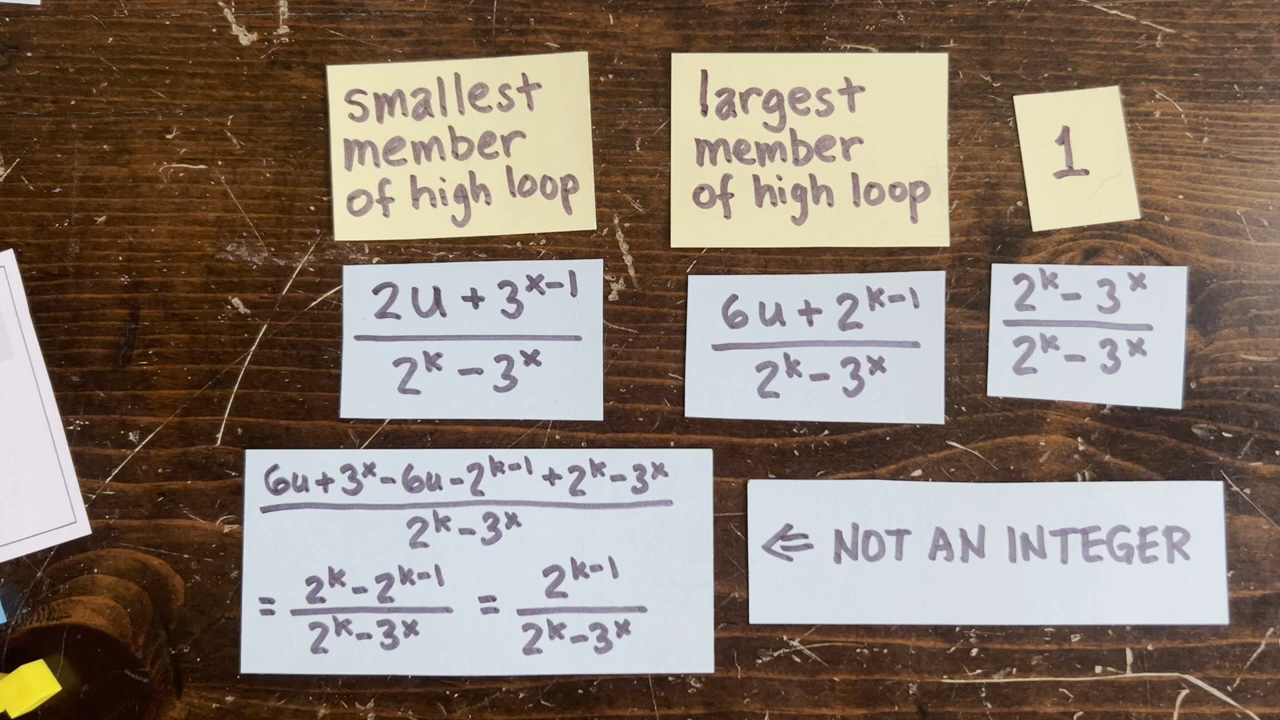 smallest
member
of high loop
largest
member
of high loop
1
2u + 3^(x-1)
2^k - 3^x
6u + 2^(k-1)
2^k - 3^x
2^k - 3^x
2^k - 3^x
6u + 3^x - 6u - 2^(k-1) + 2^k - 3^x
2^k - 3^x
= 2^k - 2^(k-1) / 2^k - 3^x = 2^(k-1) / 2^k - 3^x
⇐ NOT AN INTEGER